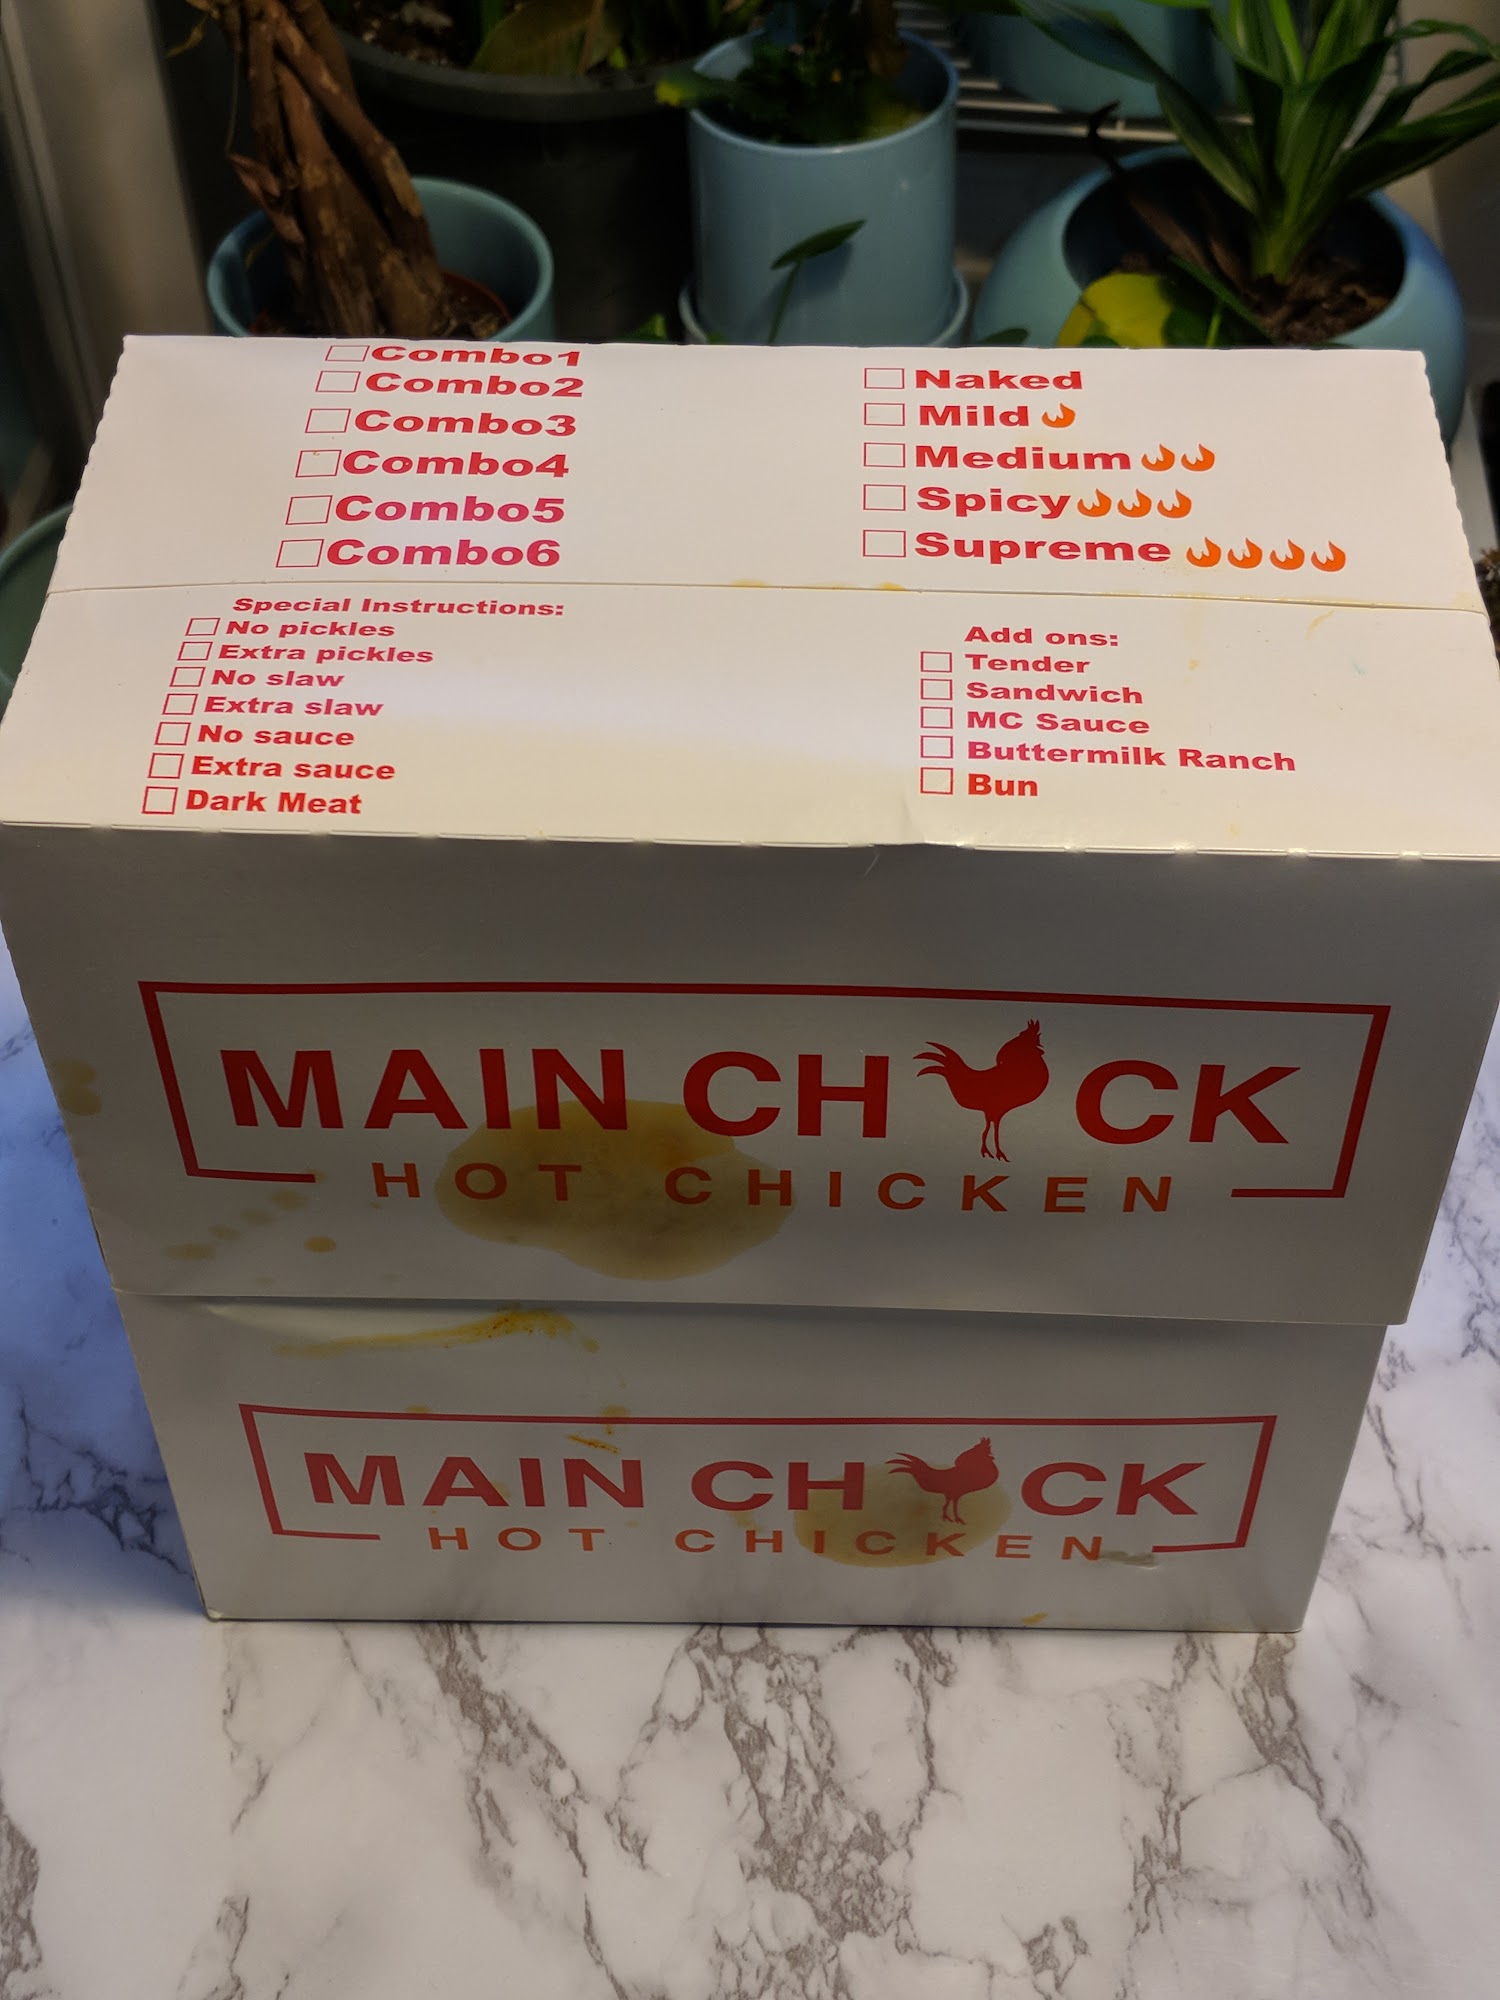 Combo1
Combo2
Combo3
Combo4
Combo5
Combo6
Naked
Mild
Medium
Spicy
Supreme
Special Instructions:
No pickles
Extra pickles
No slaw
Extra slaw
No sauce
Extra sauce
Dark Meat
Add ons:
Tender
Sandwich
MC Sauce
Buttermilk Ranch
Bun
MAIN CH CK
HOT CHICKEN
MAIN CH CK
HOT CHICKEN